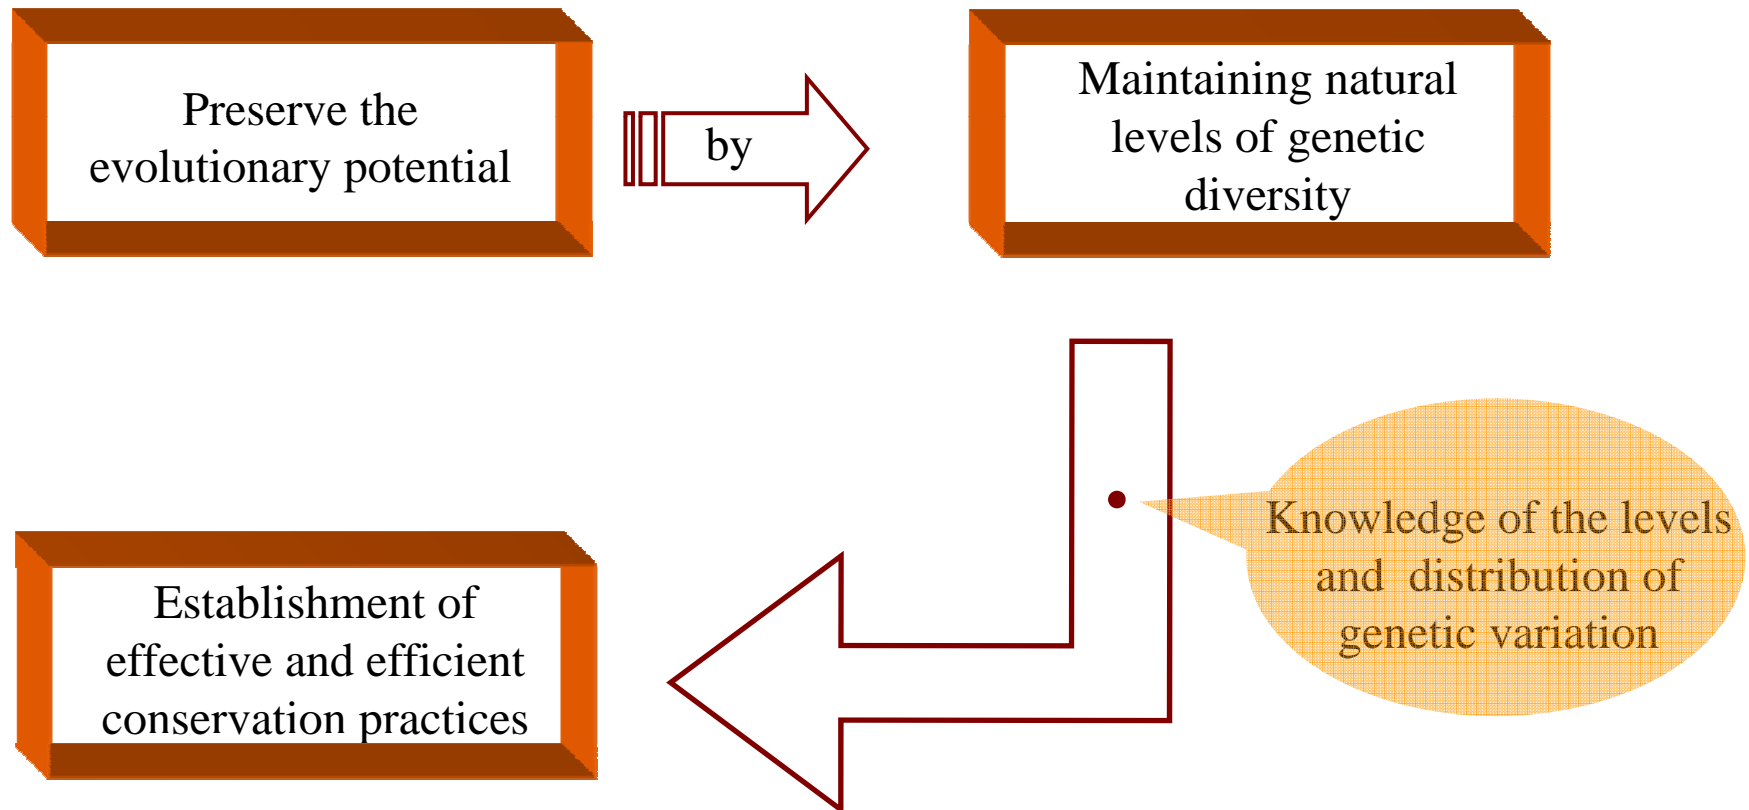 Preserve the
evolutionary potential
by
Maintaining natural
levels of genetic
diversity
Knowledge of the levels
and distribution of
genetic variation
Establishment of
effective and efficient
conservation practices